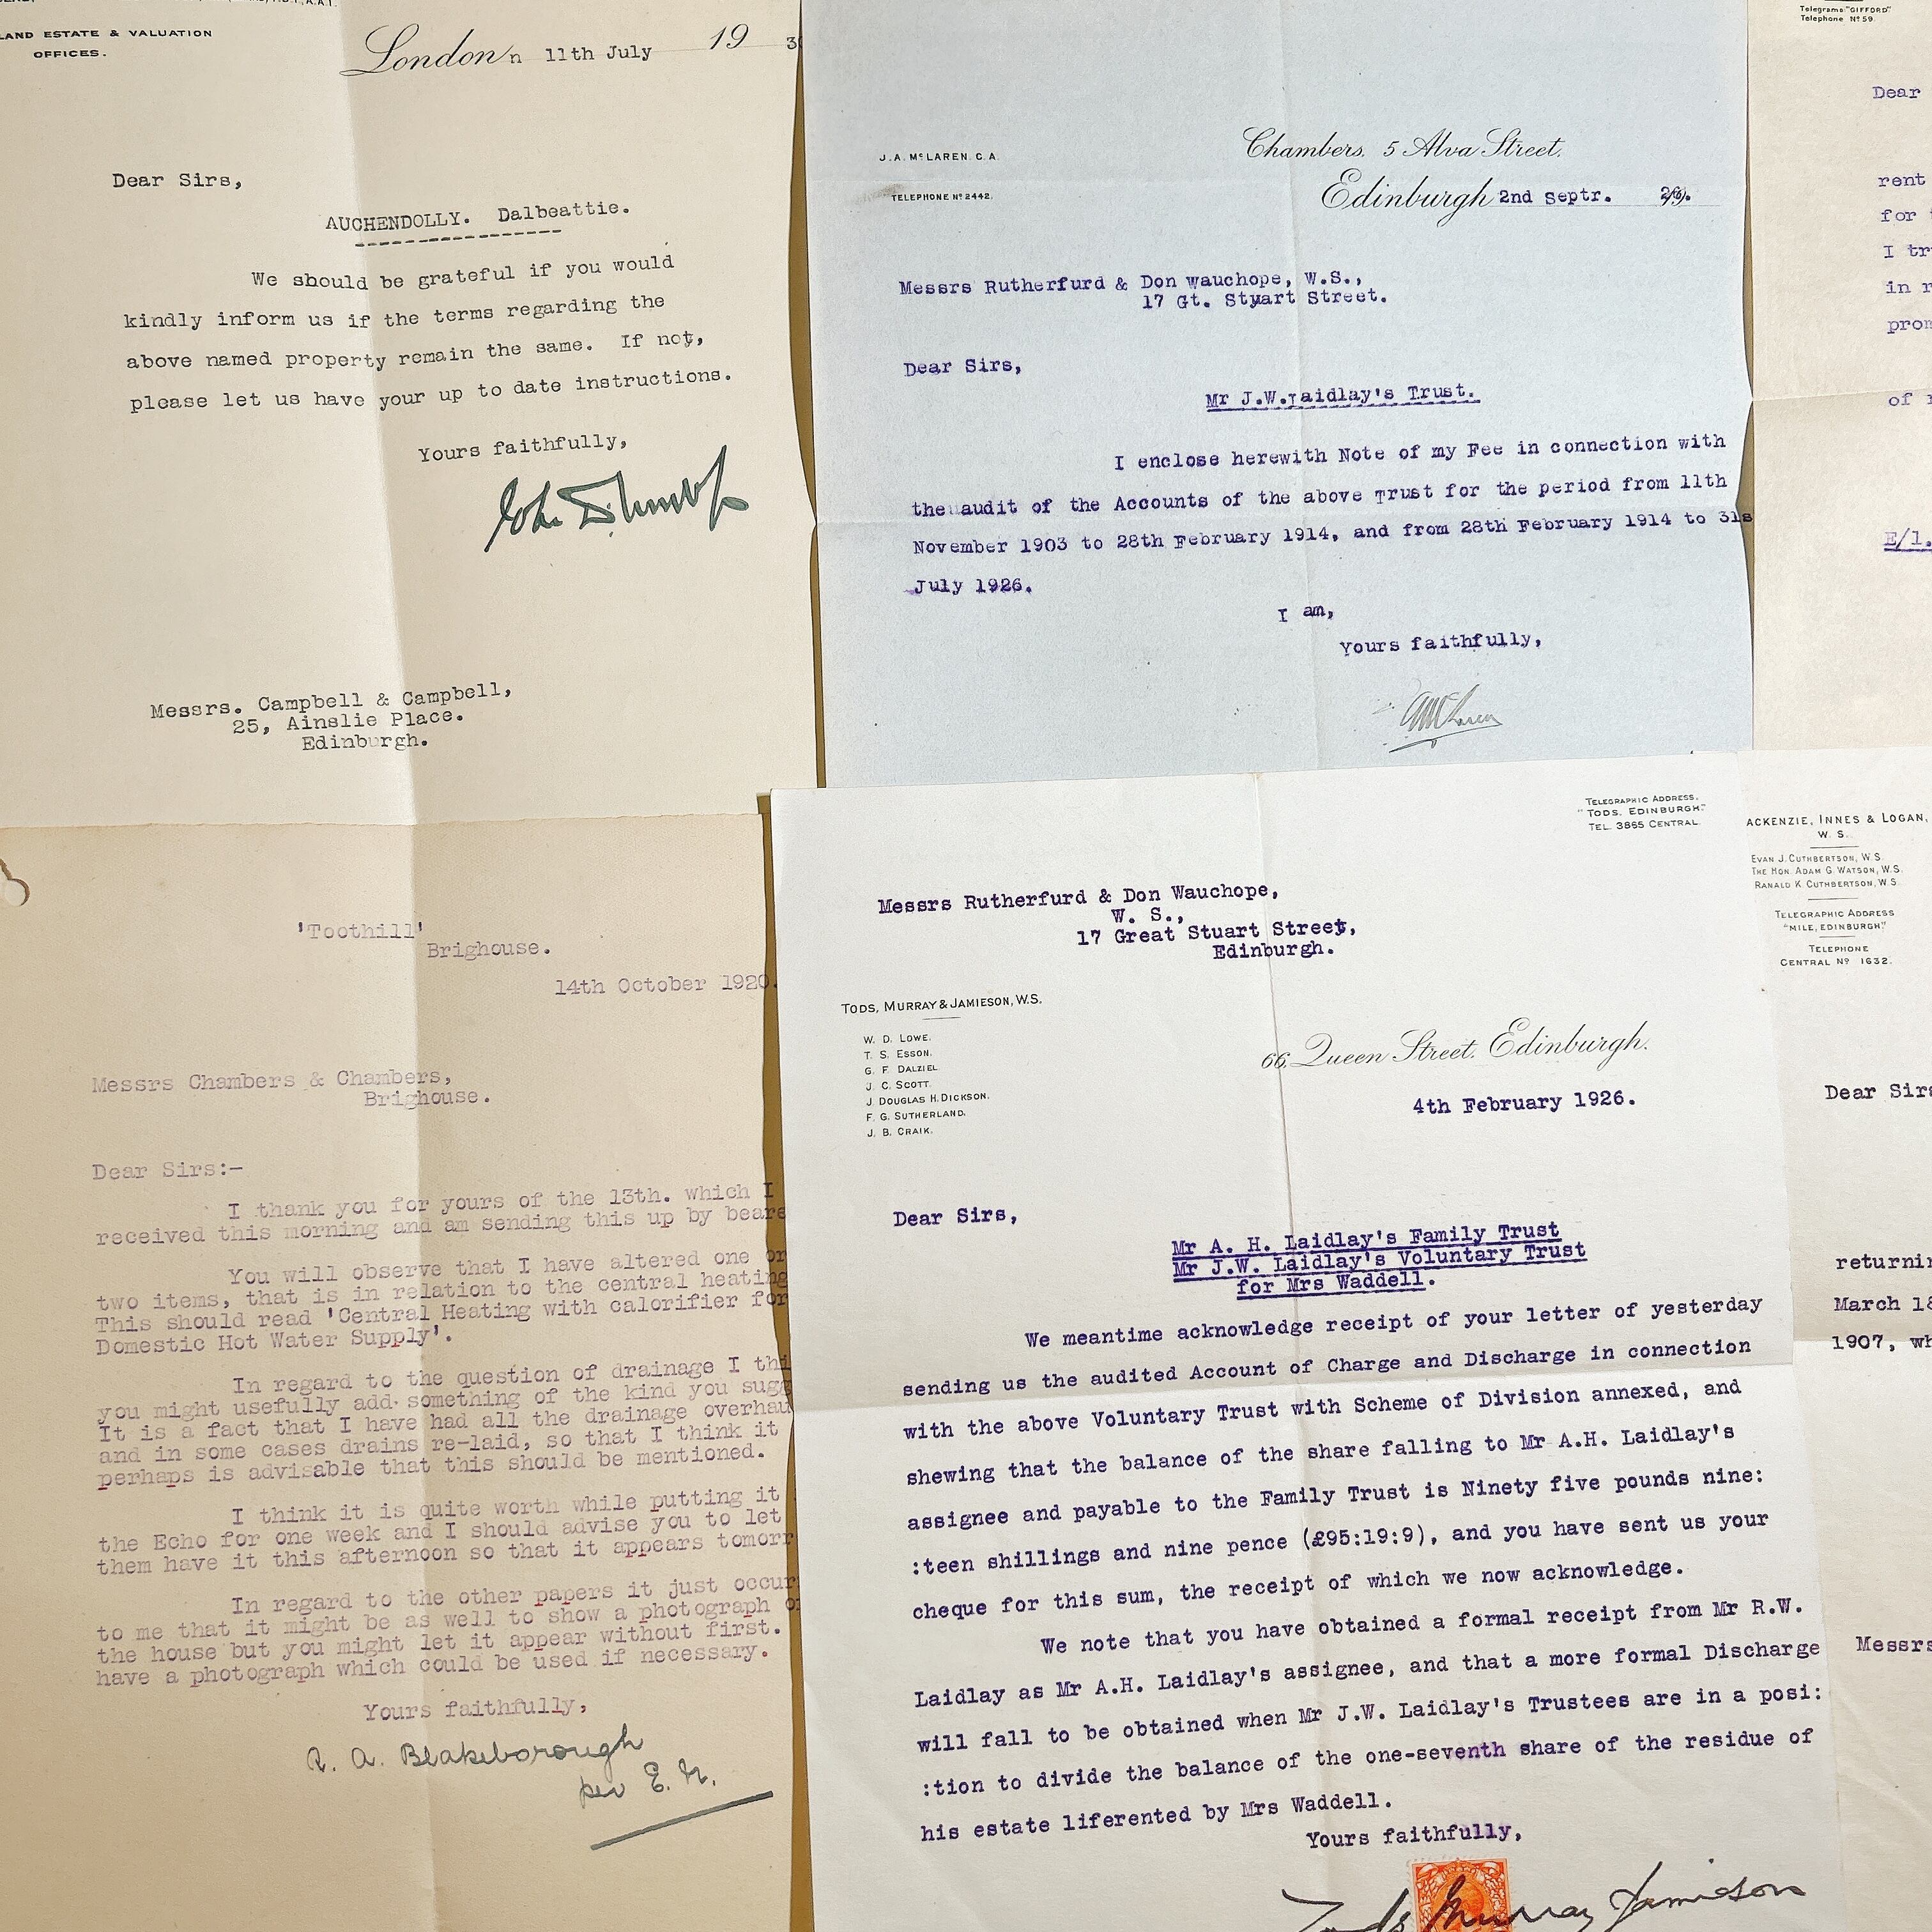 LAND ESTATE & VALUATION
OFFICES.
London
11th July
19
Dear Sirs,
AUCHENDOLLY. Dalbeattie.
We should be grateful if you would
kindly inform us if the terms regarding the
above named property remain the same. If not,
please let us have your up to date instructions.
Yours faithfully,
Messrs. Campbell & Campbell,
25, Ainslie Place.
Edinburgh.
J. A. McLAREN. C. A.
TELEPHONE No 2442.
Chambers, 5 Alva Street,
Edinburgh 2nd septr.
Messrs Rutherfurd & Don Wauchope, W.S.,
17 Gt. Styart Street.
Dear Sirs,
Mr J.W.Laidlay's Trust.
I enclose herewith Note of my Fee in connection with
the audit of the Accounts of the above Trust for the period from 11th
November 1903 to 28th February 1914, and from 28th February 1914 to 31s
July 1926.
I am,
Yours faithfully,
Telegrams: "GIFFORD"
Telephone No 59.
Dear
rent
for
I tr
in r
prom
of
E/1.
'Toothill'
Brighouse.
14th October 1920.
Messrs Chambers & Chambers,
Brighouse.
Dear Sirs:-
I thank you for yours of the 13th. which I
received this morning and am sending this up by beare
You will observe that I have altered one or
two items, that is in relation to the central heating
This should read 'Central Heating with calorifier for
Domestic Hot Water Supply'.
In regard to the question of drainage I thi
you might usefully add something of the kind you sugg
It is a fact that I have had all the drainage overhau
and in some cases drains re-laid, so that I think it
perhaps is advisable that this should be mentioned.
I think it is quite worth while putting it
the Echo for one week and I should advise you to let
them have it this afternoon so that it appears tomorr
In regard to the other papers it just occur
to me that it might be as well to show a photograph o
the house but you might let it appear without first.
have a photograph which could be used if necessary.
Yours faithfully,
R. A. Blakeborough
per E. N.
TELEGRAPHIC ADDRESS,
"TODS, EDINBURGH."
TEL. 3865 CENTRAL.
Messrs Rutherfurd & Don Wauchope,
W. S.,
17 Great Stuart Street,
Edinburgh.
TODS, MURRAY & JAMIESON, W.S.
W. D. LOWE.
T. S. ESSON.
G. F. DALZIEL
J. C. SCOTT.
J. DOUGLAS H. DICKSON.
F. G. SUTHERLAND.
J. B. CRAIK.
66, Queen Street, Edinburgh.
4th February 1926.
Dear Sirs,
Mr A. H. Laidlay's Family Trust
Mr J.W. Laidlay's Voluntary Trust
for Mrs Waddell.
We meantime acknowledge receipt of your letter of yesterday
sending us the audited Account of Charge and Discharge in connection
with the above Voluntary Trust with Scheme of Division annexed, and
shewing that the balance of the share falling to Mr A.H. Laidlay's
assignee and payable to the Family Trust is Ninety five pounds nine:
:teen shillings and nine pence (£95:19:9), and you have sent us your
cheque for this sum, the receipt of which we now acknowledge.
We note that you have obtained a formal receipt from Mr R.W.
Laidlay as Mr A.H. Laidlay's assignee, and that a more formal Discharge
will fall to be obtained when Mr J.W. Laidlay's Trustees are in a posi:
:tion to divide the balance of the one-seventh share of the residue of
his estate liferented by Mrs Waddell.
Yours faithfully,
Tods Murray Jamieson
ACKENZIE, INNES & LOGAN,
W. S.
EVAN J. CUTHBERTSON, W.S.
THE HON. ADAM G. WATSON, W.S.
RANALD K. CUTHBERTSON, W.S.
TELEGRAPHIC ADDRESS
"MILE, EDINBURGH."
TELEPHONE
CENTRAL No 1632.
Dear Sirs
returnin
March 18
1907, wh
Messrs